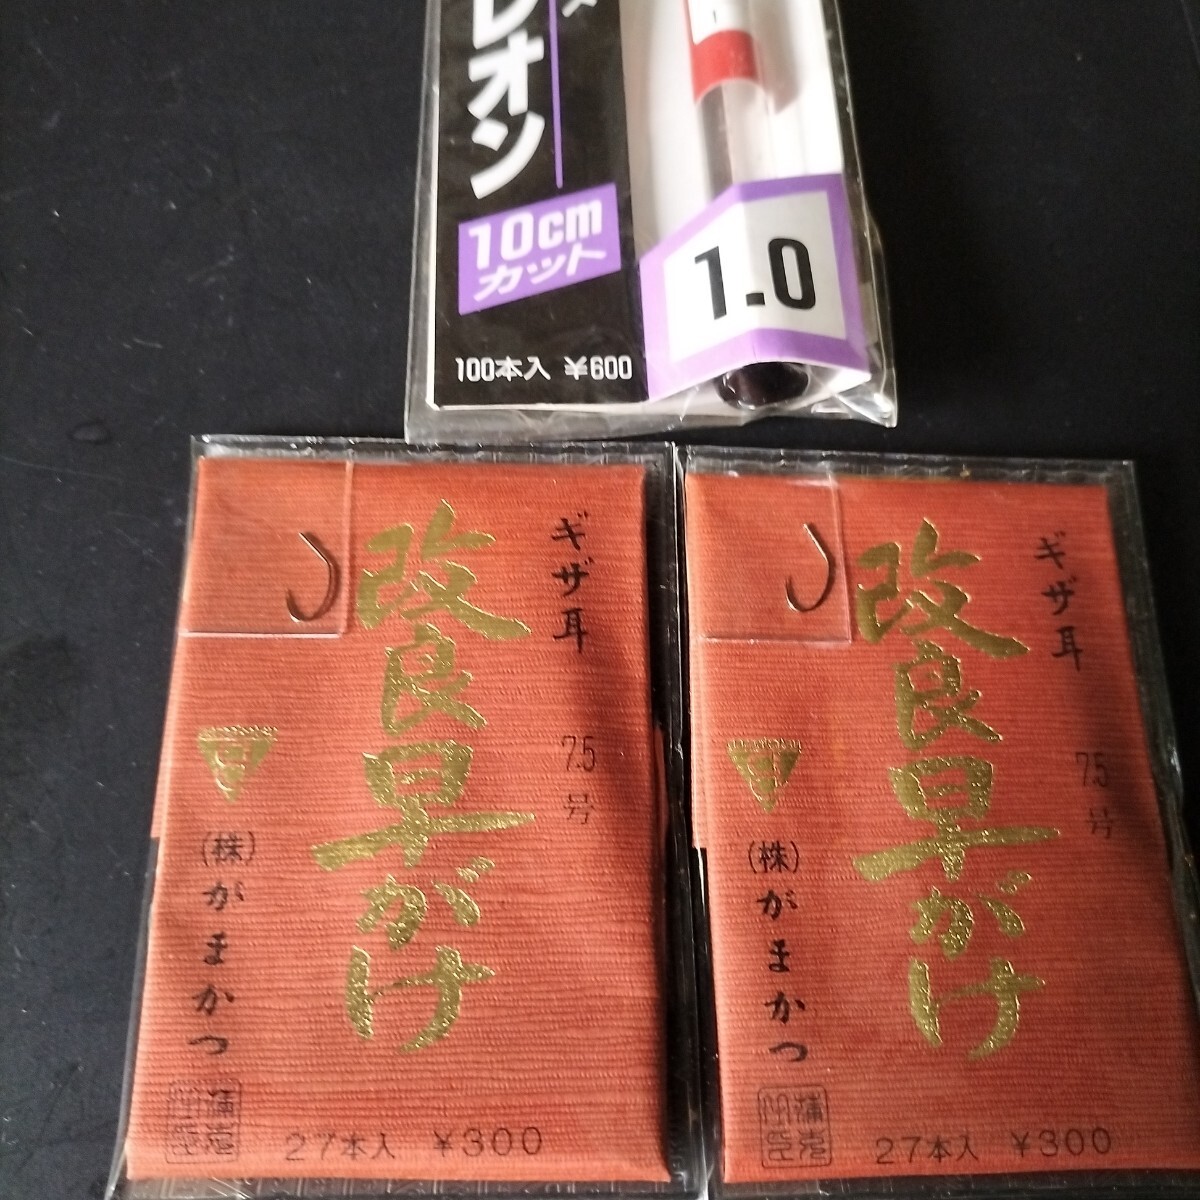 レオン
10cm
カット
100本入 ¥600
1.0
ギザ耳
7.5号
改良早がけ
(株)がまかつ
27本入 ¥300
ギザ耳
7.5号
改良早がけ
(株)がまかつ
27本入 ¥300